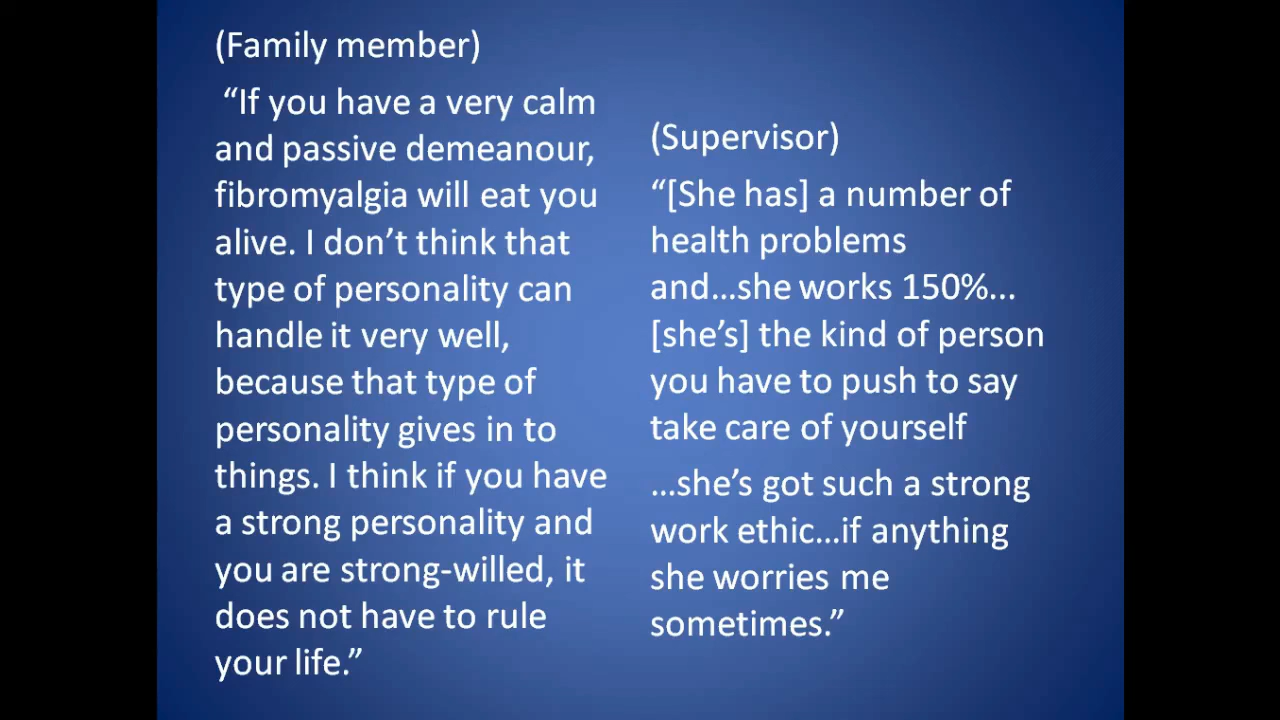 (Family member)
“If you have a very calm
and passive demeanour,
fibromyalgia will eat you
alive. I don’t think that
type of personality can
handle it very well,
because that type of
personality gives in to
things. I think if you have
a strong personality and
you are strong-willed, it
does not have to rule
your life.”
(Supervisor)
“[She has] a number of
health problems
and…she works 150%…
[she’s] the kind of person
you have to push to say
take care of yourself
…she’s got such a strong
work ethic…if anything
she worries me
sometimes.”